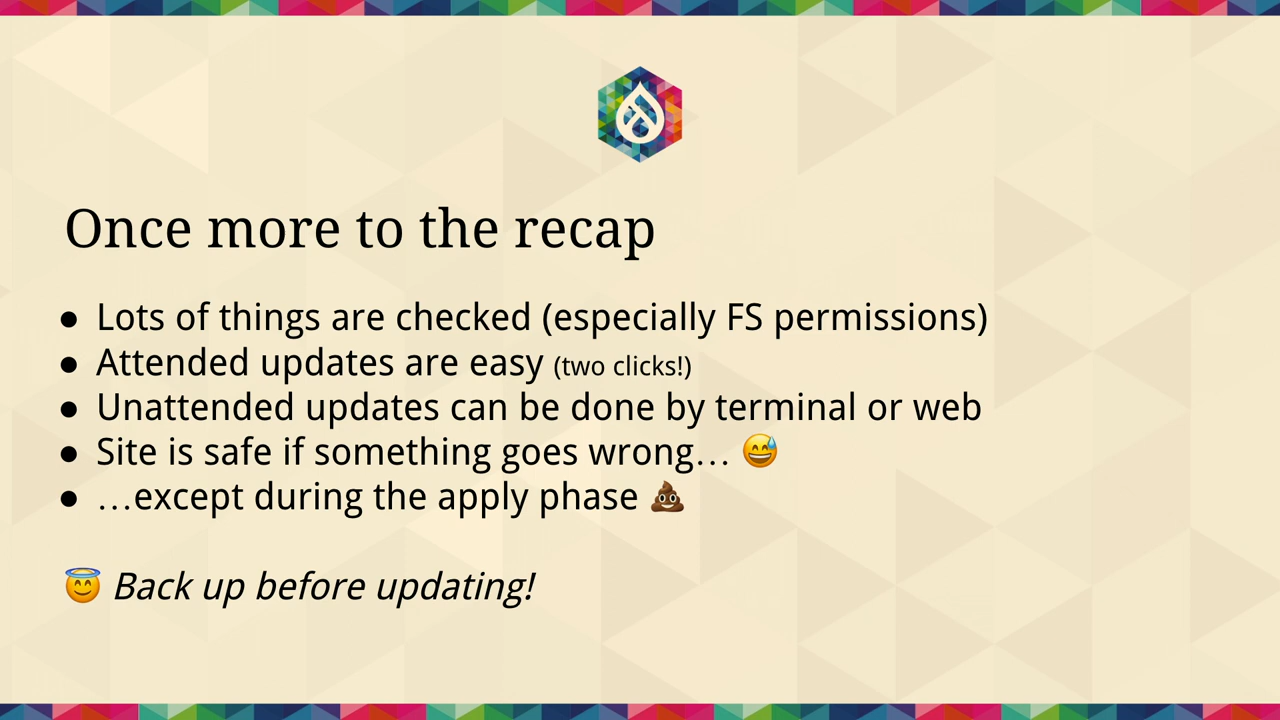 Once more to the recap
● Lots of things are checked (especially FS permissions)
● Attended updates are easy (two clicks!)
● Unattended updates can be done by terminal or web
● Site is safe if something goes wrong… 😅
● …except during the apply phase 💩
😇 Back up before updating!